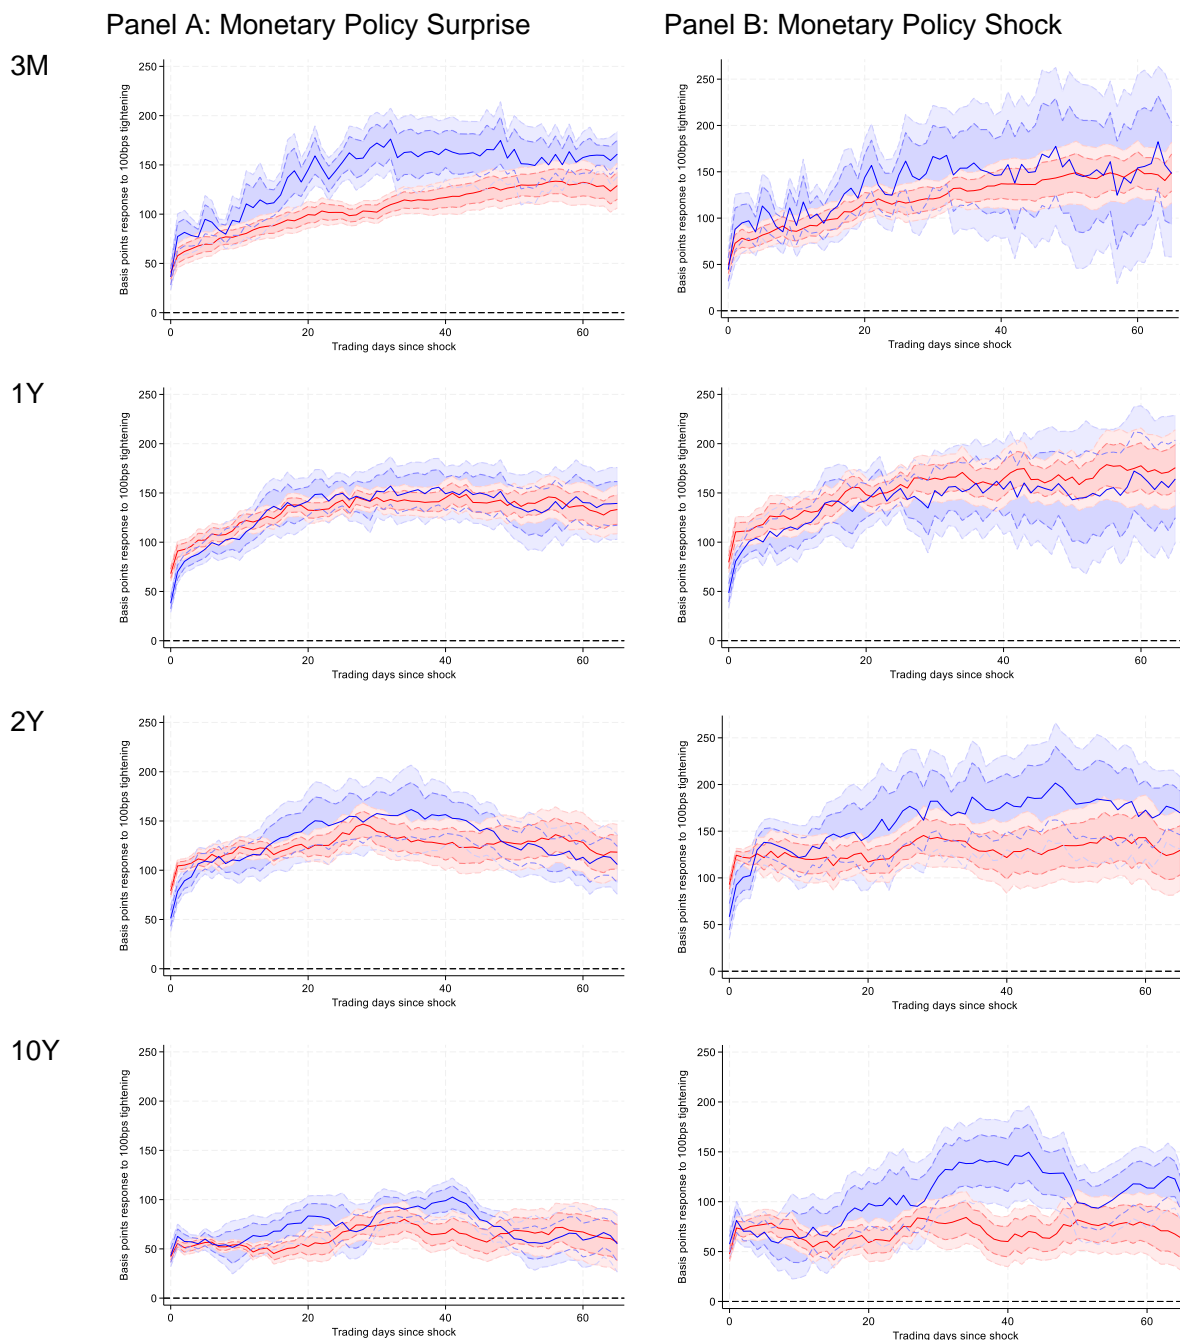 Panel A: Monetary Policy Surprise
Panel B: Monetary Policy Shock
3M
Basis points response to 100bps tightening
250
200
150
100
50
0
0 20 40 60
Trading days since shock
Basis points response to 100bps tightening
250
200
150
100
50
0
0 20 40 60
Trading days since shock
1Y
Basis points response to 100bps tightening
250
200
150
100
50
0
0 20 40 60
Trading days since shock
Basis points response to 100bps tightening
250
200
150
100
50
0
0 20 40 60
Trading days since shock
2Y
Basis points response to 100bps tightening
250
200
150
100
50
0
0 20 40 60
Trading days since shock
Basis points response to 100bps tightening
250
200
150
100
50
0
0 20 40 60
Trading days since shock
10Y
Basis points response to 100bps tightening
250
200
150
100
50
0
0 20 40 60
Trading days since shock
Basis points response to 100bps tightening
250
200
150
100
50
0
0 20 40 60
Trading days since shock